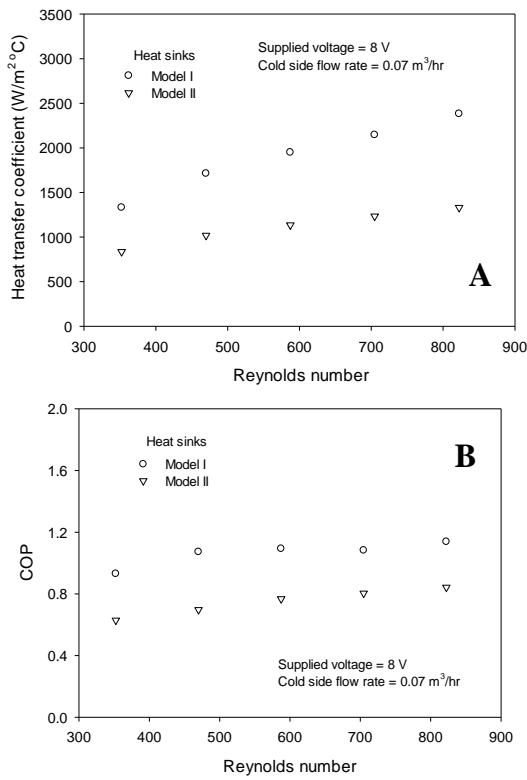 3500
3000
2500
2000
1500
1000
500
0
Heat transfer coefficient (W/m² °C)
Heat sinks
Model I
Model II
Supplied voltage = 8 V
Cold side flow rate = 0.07 m³/hr
A
300 400 500 600 700 800 900
Reynolds number
2.0
1.6
1.2
0.8
0.4
0.0
COP
Heat sinks
Model I
Model II
B
Supplied voltage = 8 V
Cold side flow rate = 0.07 m³/hr
300 400 500 600 700 800 900
Reynolds number